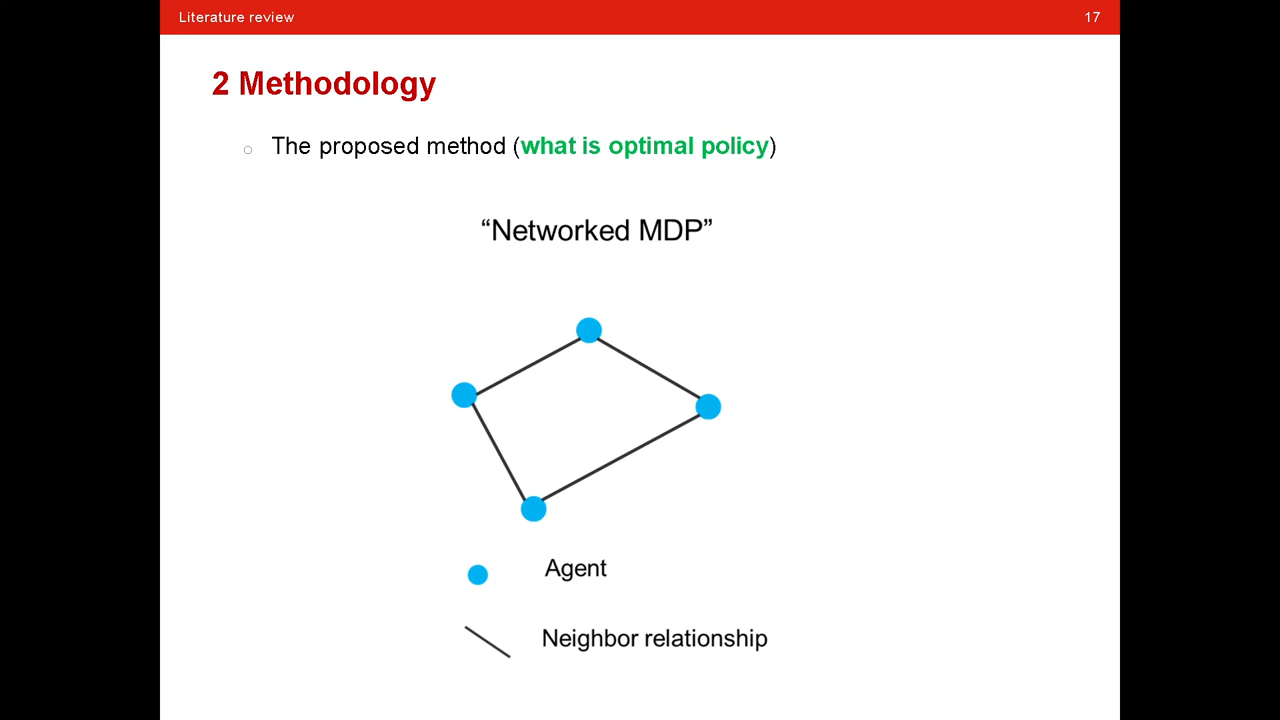 Literature review 17
2 Methodology
The proposed method (what is optimal policy)
“Networked MDP”
Agent
Neighbor relationship